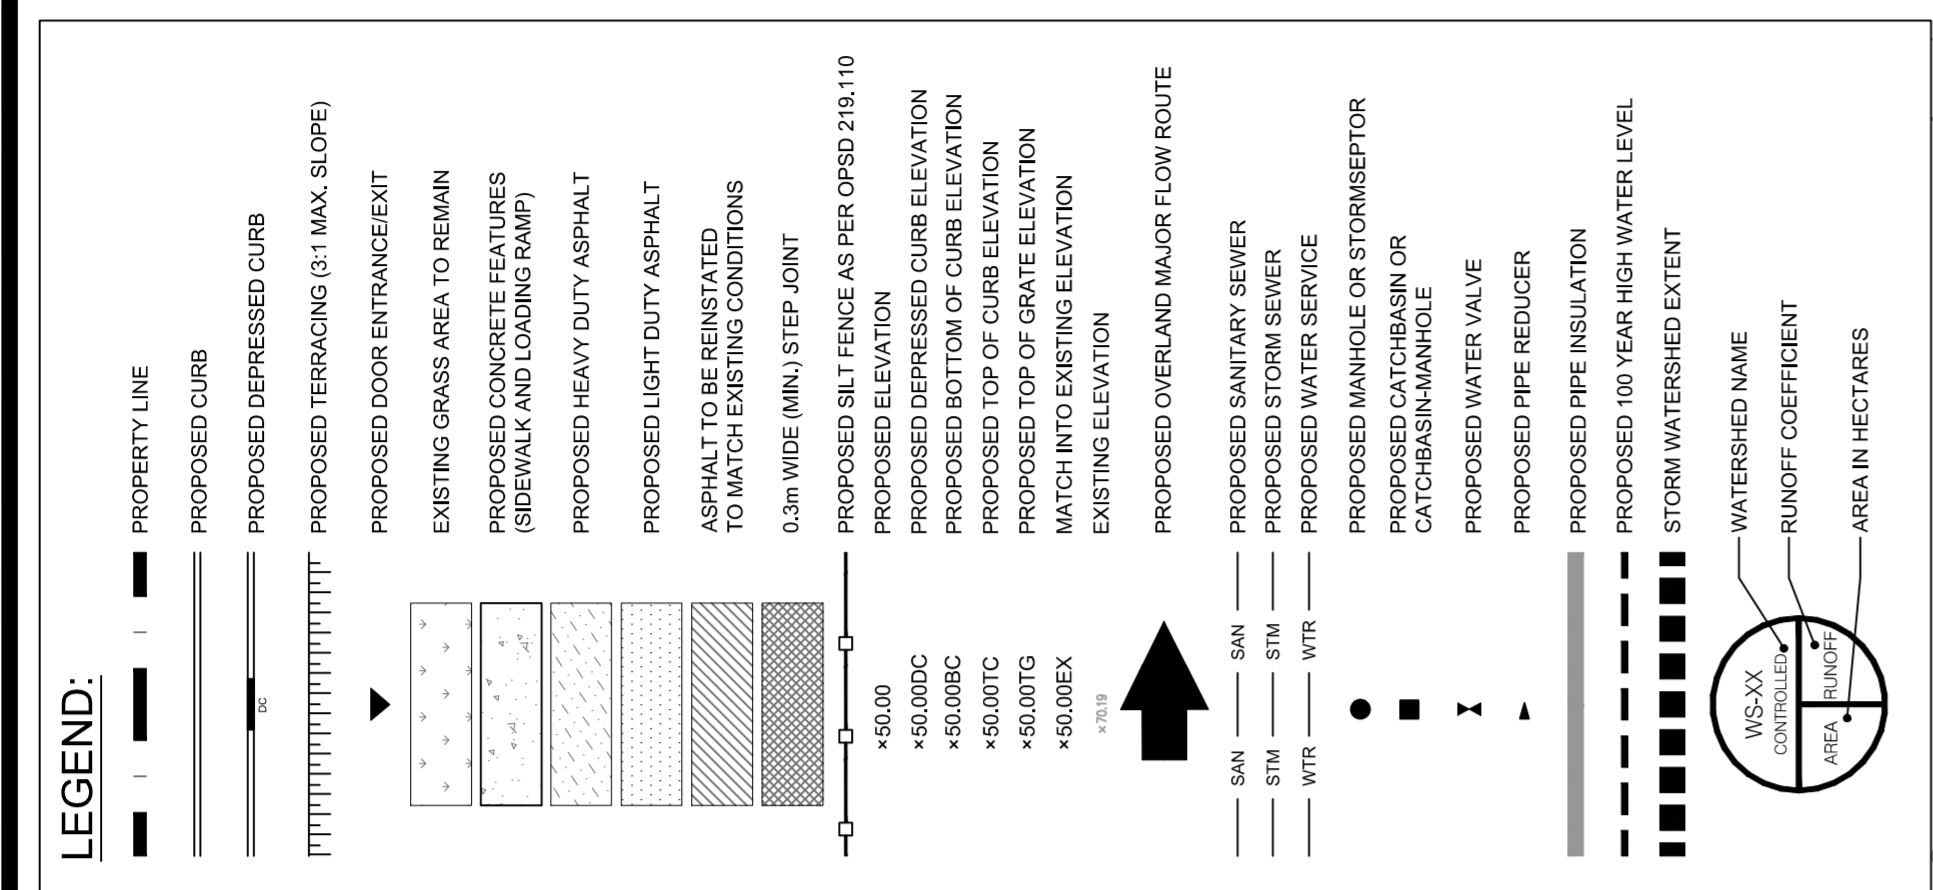 LEGEND:
PROPERTY LINE
PROPOSED CURB
DC
PROPOSED DEPRESSED CURB
PROPOSED TERRACING (3:1 MAX. SLOPE)
PROPOSED DOOR ENTRANCE/EXIT
EXISTING GRASS AREA TO REMAIN
PROPOSED CONCRETE FEATURES
(SIDEWALK AND LOADING RAMP)
PROPOSED HEAVY DUTY ASPHALT
PROPOSED LIGHT DUTY ASPHALT
ASPHALT TO BE REINSTATED
TO MATCH EXISTING CONDITIONS
0.3m WIDE (MIN.) STEP JOINT
PROPOSED SILT FENCE AS PER OPSD 219.110
×50.00 PROPOSED ELEVATION
×50.00DC PROPOSED DEPRESSED CURB ELEVATION
×50.00BC PROPOSED BOTTOM OF CURB ELEVATION
×50.00TC PROPOSED TOP OF CURB ELEVATION
×50.00TG PROPOSED TOP OF GRATE ELEVATION
×50.00EX MATCH INTO EXISTING ELEVATION
×70.19 EXISTING ELEVATION
PROPOSED OVERLAND MAJOR FLOW ROUTE
SAN SAN PROPOSED SANITARY SEWER
STM STM PROPOSED STORM SEWER
WTR WTR PROPOSED WATER SERVICE
PROPOSED MANHOLE OR STORMSEPTOR
PROPOSED CATCHBASIN OR
CATCHBASIN-MANHOLE
PROPOSED WATER VALVE
PROPOSED PIPE REDUCER
PROPOSED PIPE INSULATION
PROPOSED 100 YEAR HIGH WATER LEVEL
STORM WATERSHED EXTENT
WS-XX
CONTROLLED
AREA RUNOFF
WATERSHED NAME
RUNOFF COEFFICIENT
AREA IN HECTARES